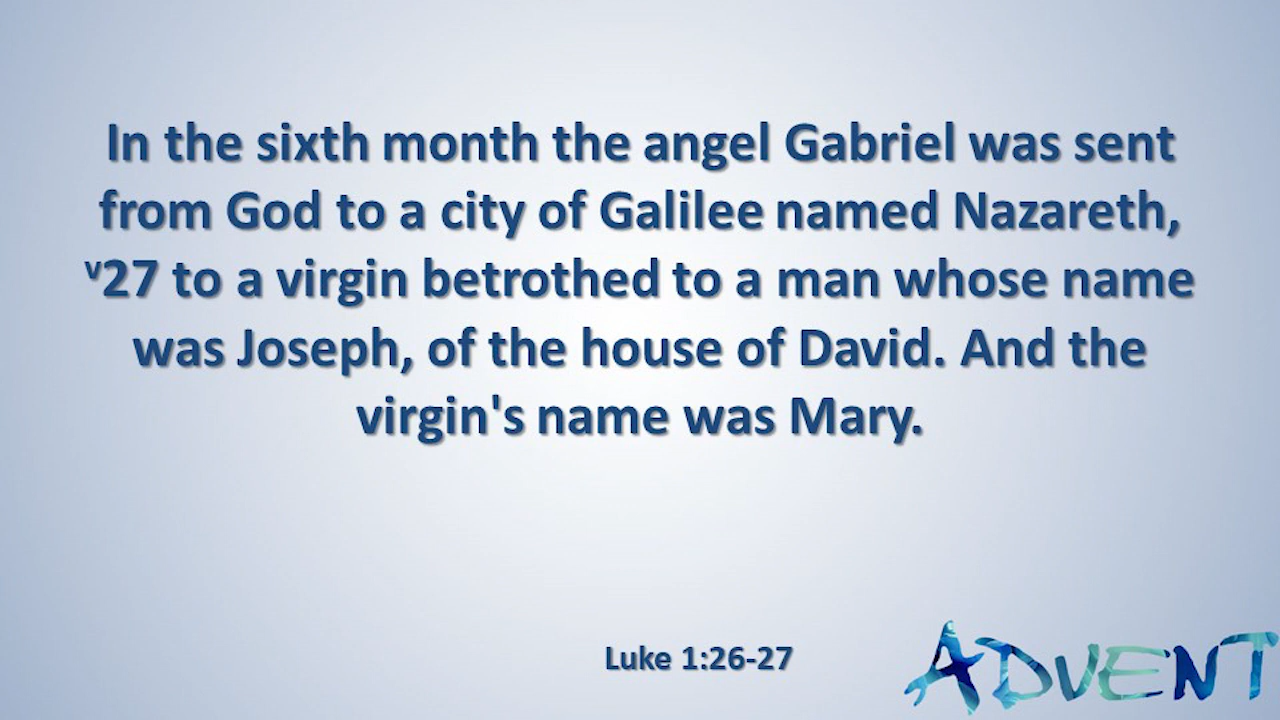 In the sixth month the angel Gabriel was sent
from God to a city of Galilee named Nazareth,
ᵛ27 to a virgin betrothed to a man whose name
was Joseph, of the house of David. And the
virgin's name was Mary.
Luke 1:26-27
ADVENT